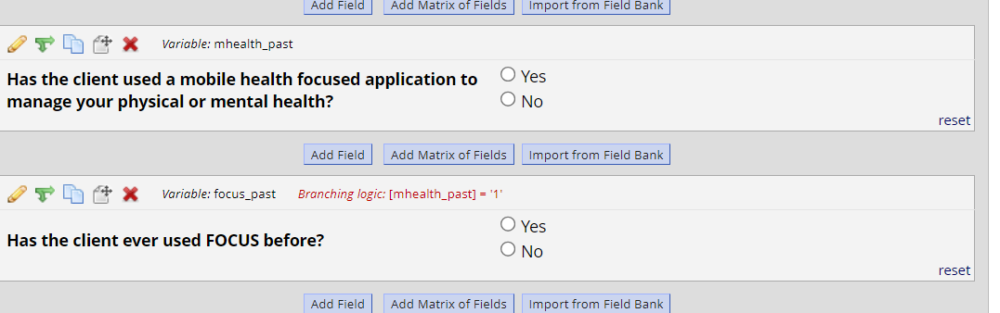 Add Field Add Matrix of Fields Import from Field Bank
Variable: mhealth_past
Has the client used a mobile health focused application to
manage your physical or mental health?
Yes
No
reset
Add Field Add Matrix of Fields Import from Field Bank
Variable: focus_past Branching logic: [mhealth_past] = '1'
Has the client ever used FOCUS before?
Yes
No
reset
Add Field Add Matrix of Fields Import from Field Bank